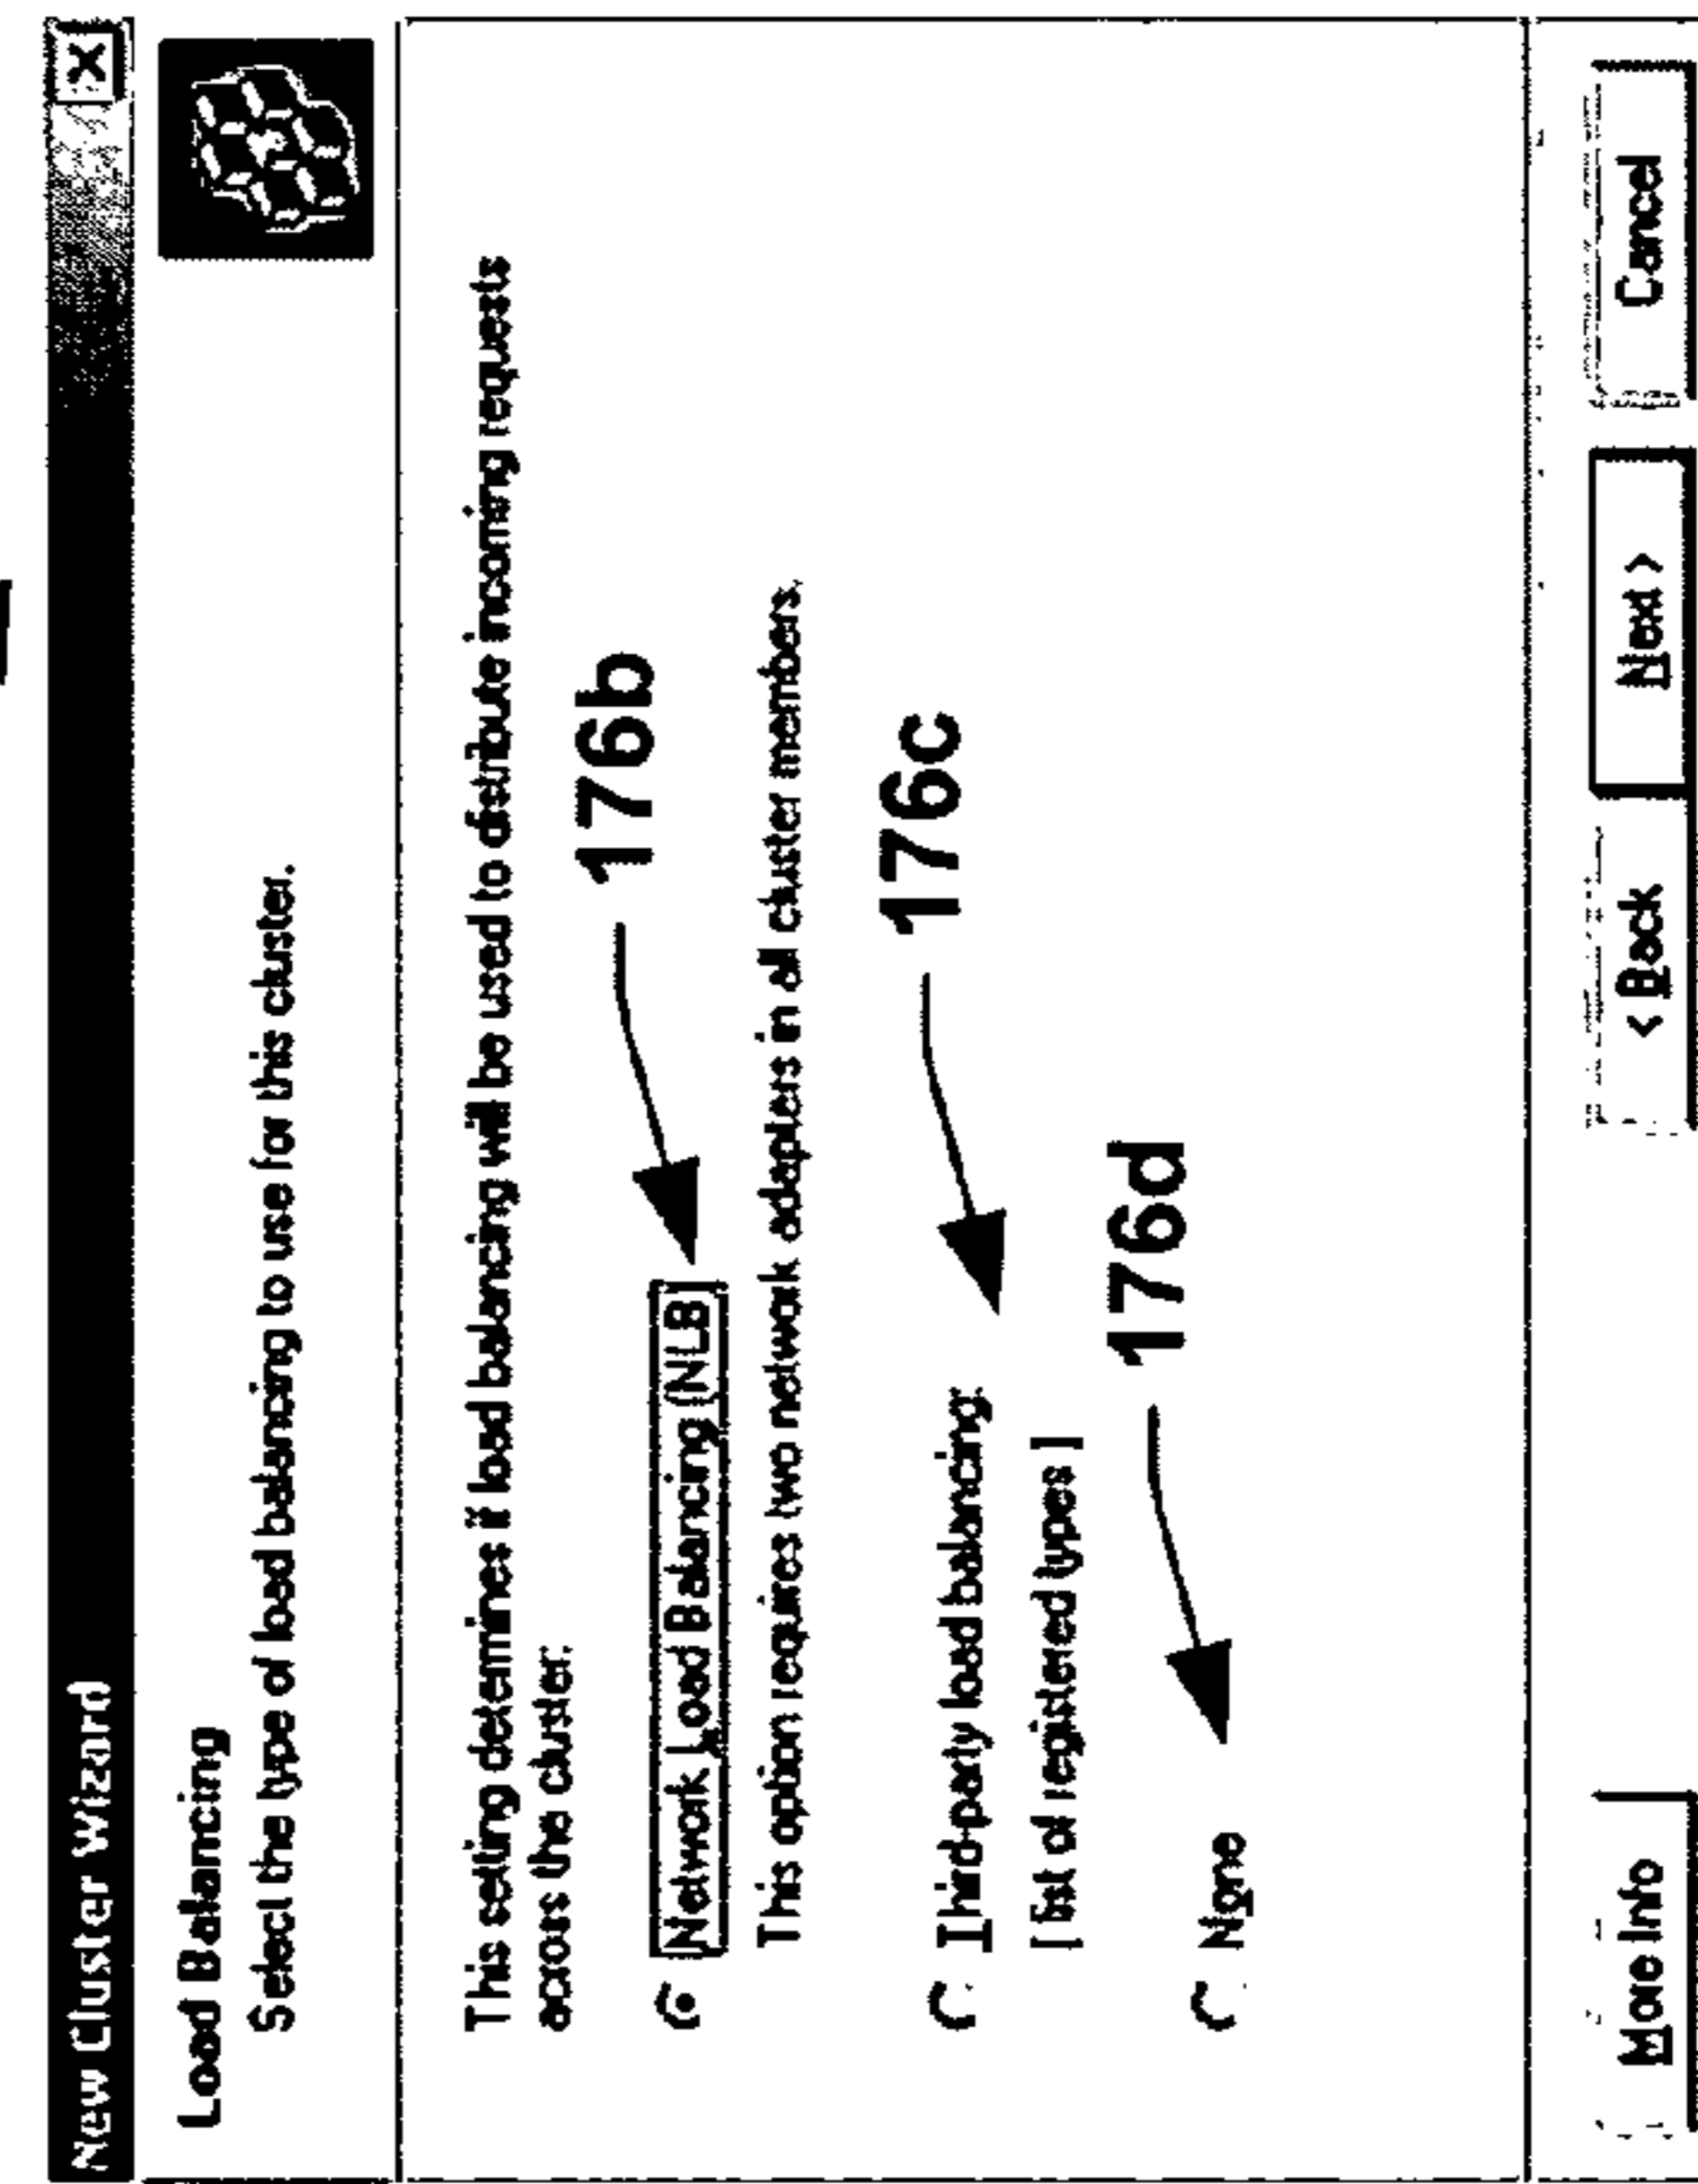 New Cluster Wizard
Load Balancing
Select the type of load balancing to use for this cluster.
This setting determines if load balancing will be used to distribute incoming requests
across the cluster:
176b
Network Load Balancing (NLB)
This option requires two network adapters in all cluster members.
176c
Third-party load balancing:
[ list of registered types ]
176d
None
More Info
< Back
Next >
Cancel